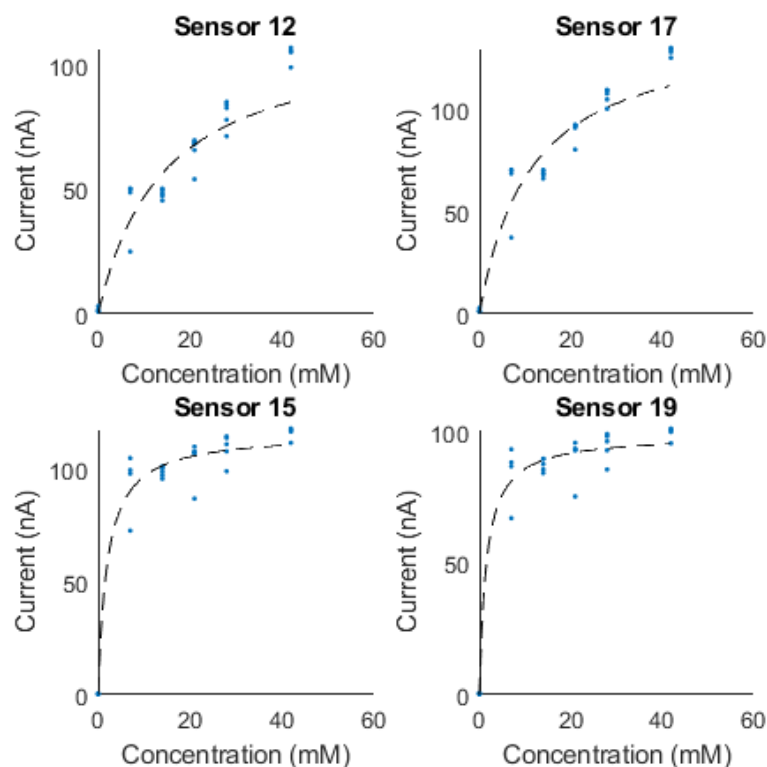 Sensor 12
Current (nA)
100
50
0
0 20 40 60
Concentration (mM)
Sensor 17
Current (nA)
100
50
0
0 20 40 60
Concentration (mM)
Sensor 15
Current (nA)
100
50
0
0 20 40 60
Concentration (mM)
Sensor 19
Current (nA)
100
50
0
0 20 40 60
Concentration (mM)